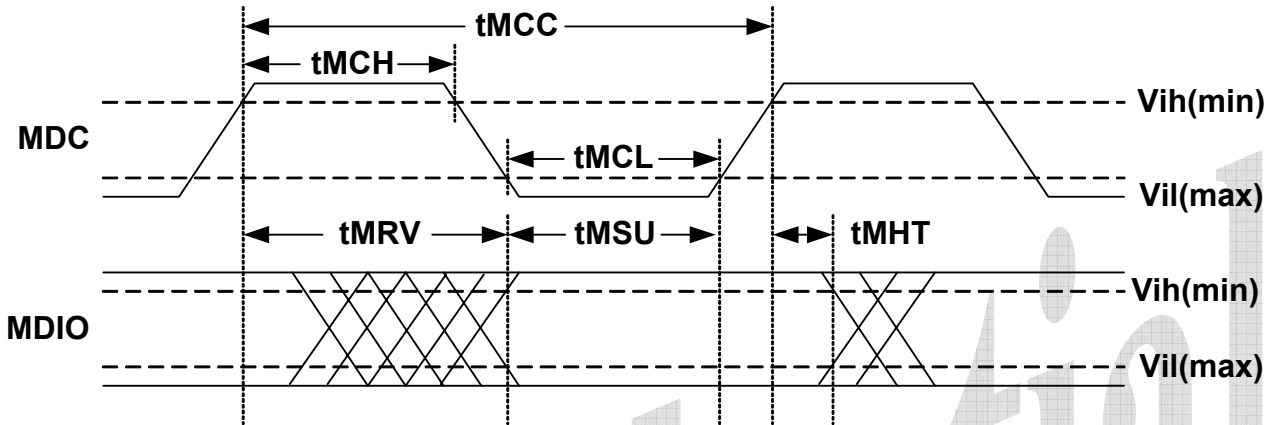 tMCC
tMCH
Vih(min)
MDC
tMCL
Vil(max)
tMRV
tMSU
tMHT
Vih(min)
MDIO
Vil(max)